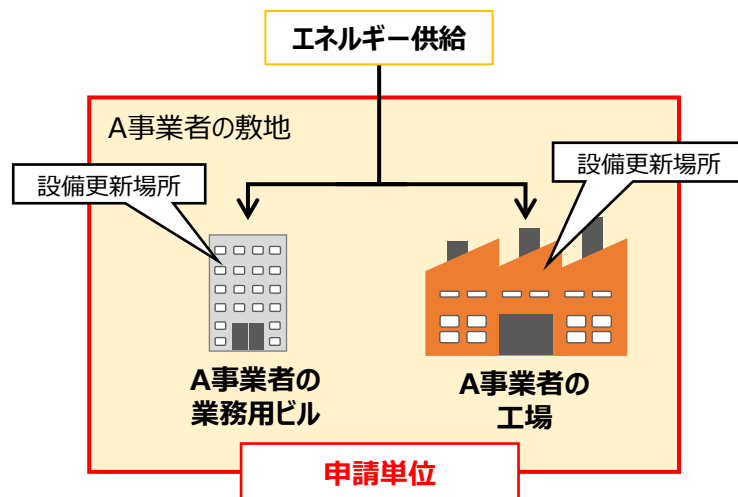 エネルギー供給
A事業者の敷地
設備更新場所
設備更新場所
A事業者の
業務用ビル
A事業者の
工場
申請単位